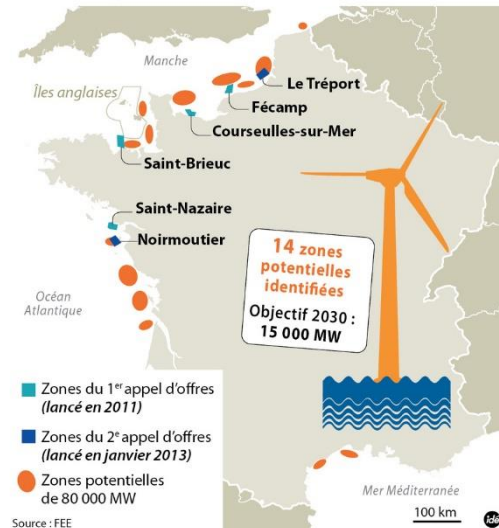 Manche
Îles anglaises
Le Tréport
Fécamp
Courseulles-sur-Mer
Saint-Brieuc
Saint-Nazaire
Noirmoutier
14 zones
potentielles
identifiées
Objectif 2030 :
15 000 MW
Océan
Atlantique
Zones du 1er appel d'offres
(lancé en 2011)
Zones du 2e appel d'offres
(lancé en janvier 2013)
Zones potentielles
de 80 000 MW
Mer Méditerranée
100 km
Source : FEE
idé